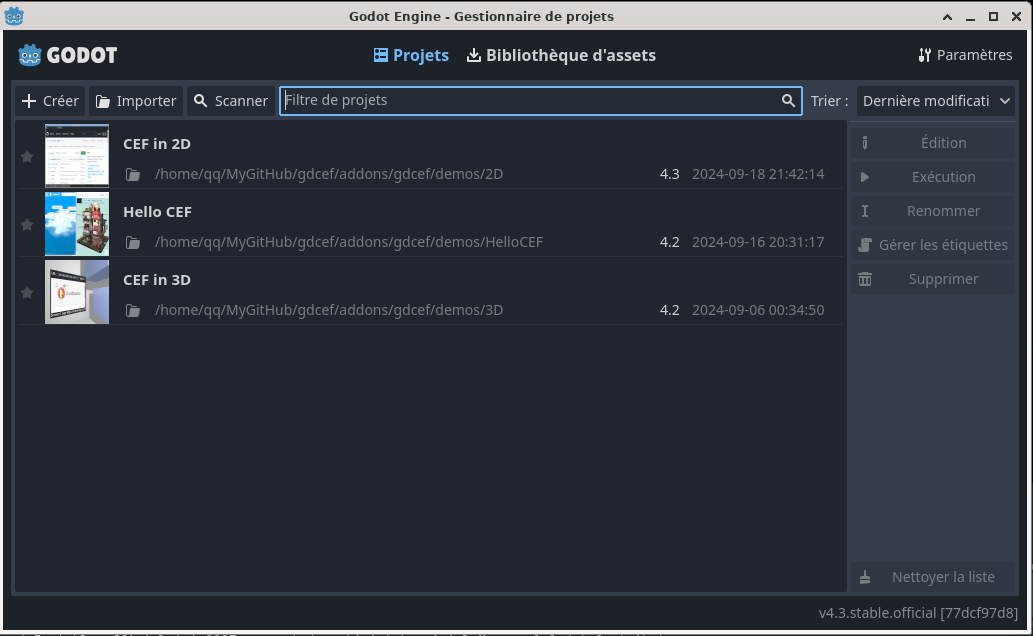 Godot Engine - Gestionnaire de projets
GODOT
Projets
Bibliothèque d'assets
Paramètres
Créer
Importer
Scanner
Filtre de projets
Trier :
Dernière modificati
CEF in 2D
/home/qq/MyGitHub/gdcef/addons/gdcef/demos/2D
4.3
2024-09-18 21:42:14
Hello CEF
/home/qq/MyGitHub/gdcef/addons/gdcef/demos/HelloCEF
4.2
2024-09-16 20:31:17
CEF in 3D
/home/qq/MyGitHub/gdcef/addons/gdcef/demos/3D
4.2
2024-09-06 00:34:50
Édition
Exécution
Renommer
Gérer les étiquettes
Supprimer
Nettoyer la liste
v4.3.stable.official [77dcf97d8]